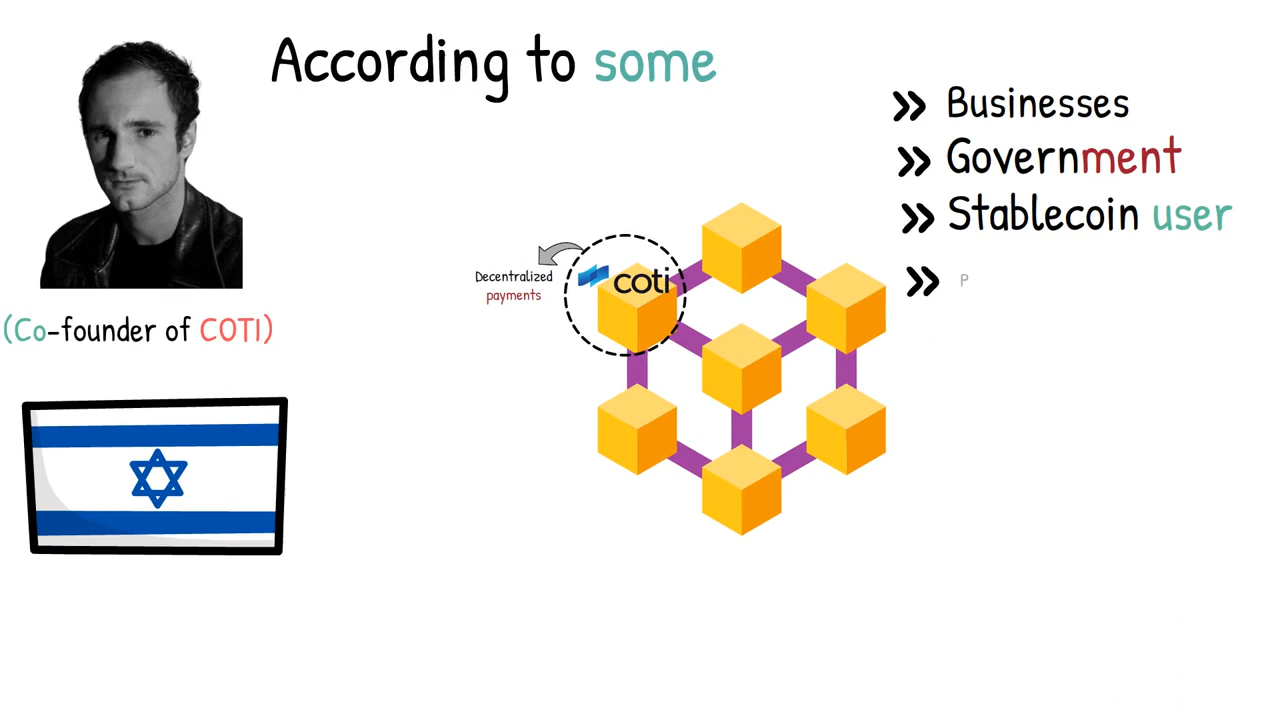 According to some
Businesses
Government
Stablecoin user
P
Decentralized
payments
coti
(Co-founder of COTI)